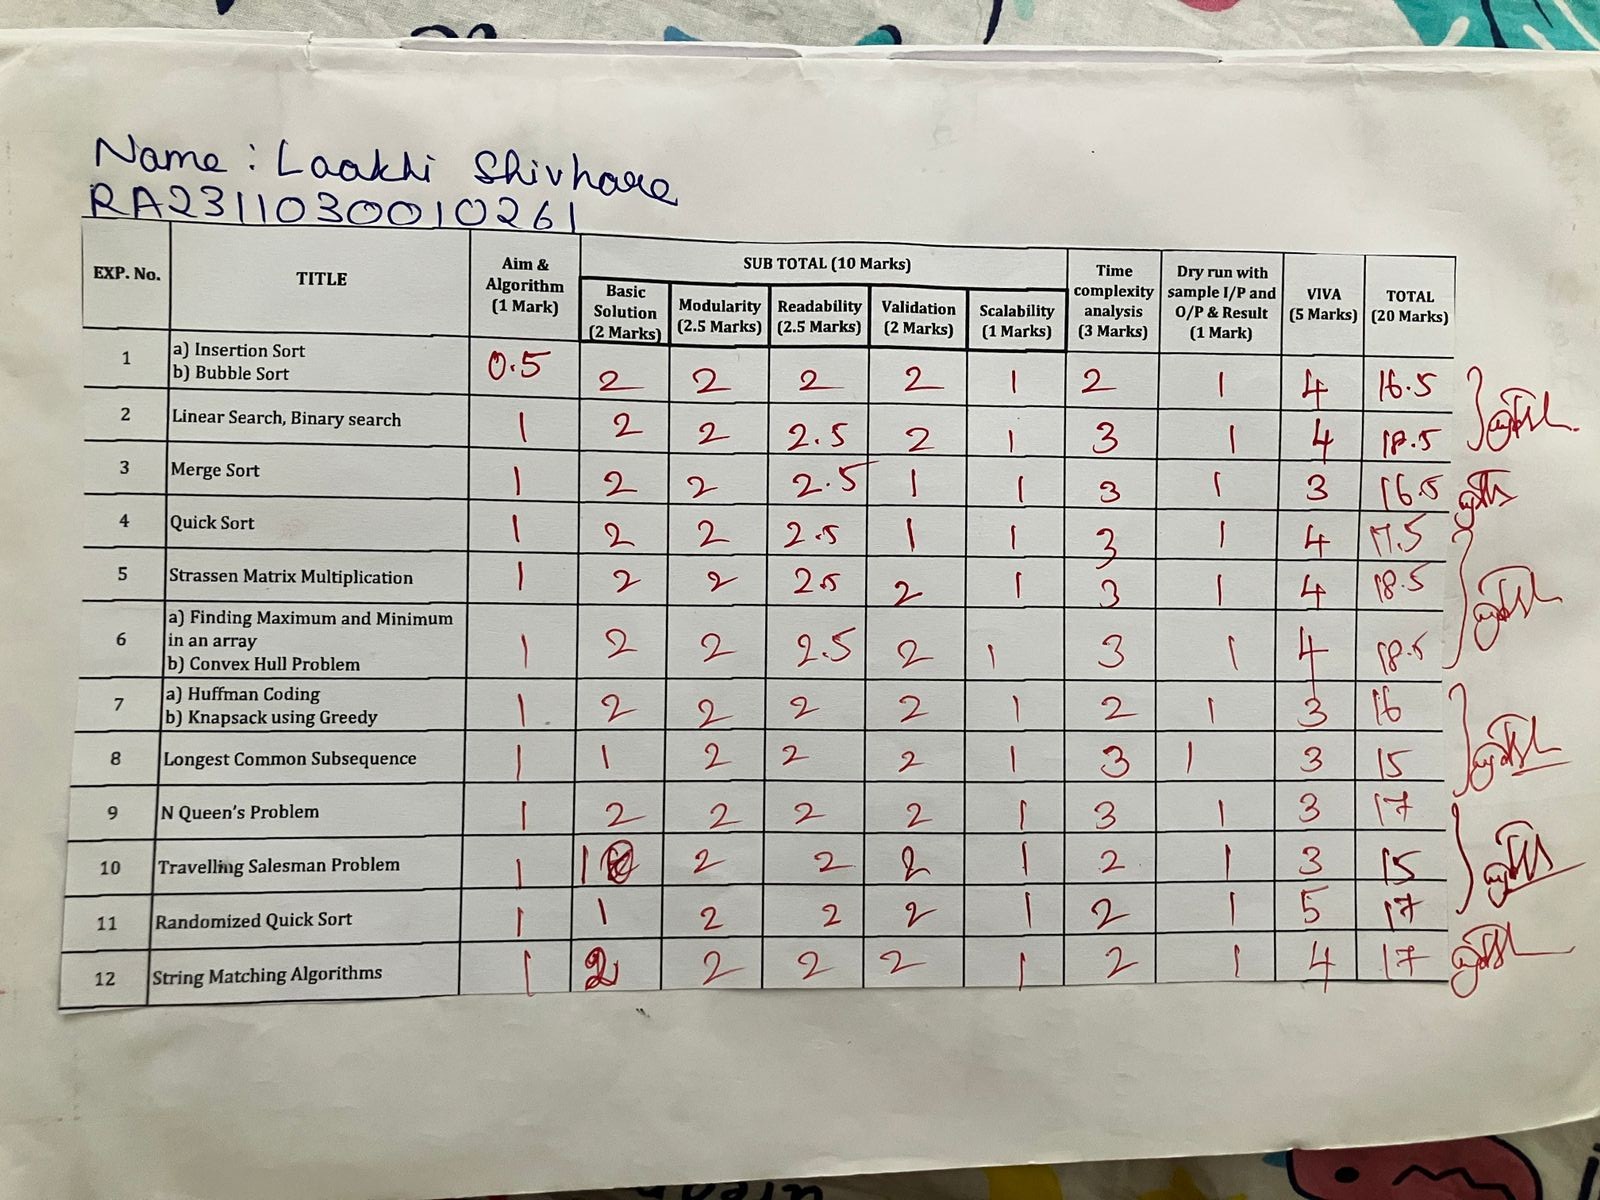 Name : Laakhi Shivhare
RA2311030010261
EXP. No. TITLE Aim & Algorithm (1 Mark) SUB TOTAL (10 Marks) Time complexity analysis (3 Marks) Dry run with sample I/P and O/P & Result (1 Mark) VIVA (5 Marks) TOTAL (20 Marks)
Basic Solution (2 Marks) Modularity (2.5 Marks) Readability (2.5 Marks) Validation (2 Marks) Scalability (1 Marks)
1 a) Insertion Sort b) Bubble Sort 0.5 2 2 2 2 1 2 1 4 16.5
2 Linear Search, Binary search 1 2 2 2.5 2 1 3 1 4 18.5
3 Merge Sort 1 2 2 2.5 1 1 3 1 3 16.5
4 Quick Sort 1 2 2 2.5 1 1 3 1 4 17.5
5 Strassen Matrix Multiplication 1 2 2 2.5 2 1 3 1 4 18.5
6 a) Finding Maximum and Minimum in an array b) Convex Hull Problem 1 2 2 2.5 2 1 3 1 4 18.5
7 a) Huffman Coding b) Knapsack using Greedy 1 2 2 2 2 1 2 1 3 16
8 Longest Common Subsequence 1 1 2 2 2 1 3 1 3 15
9 N Queen's Problem 1 2 2 2 2 1 3 1 3 17
10 Travelling Salesman Problem 1 1 2 2 2 1 2 1 3 15
11 Randomized Quick Sort 1 1 2 2 2 1 2 1 5 17
12 String Matching Algorithms 1 2 2 2 2 1 2 1 4 17